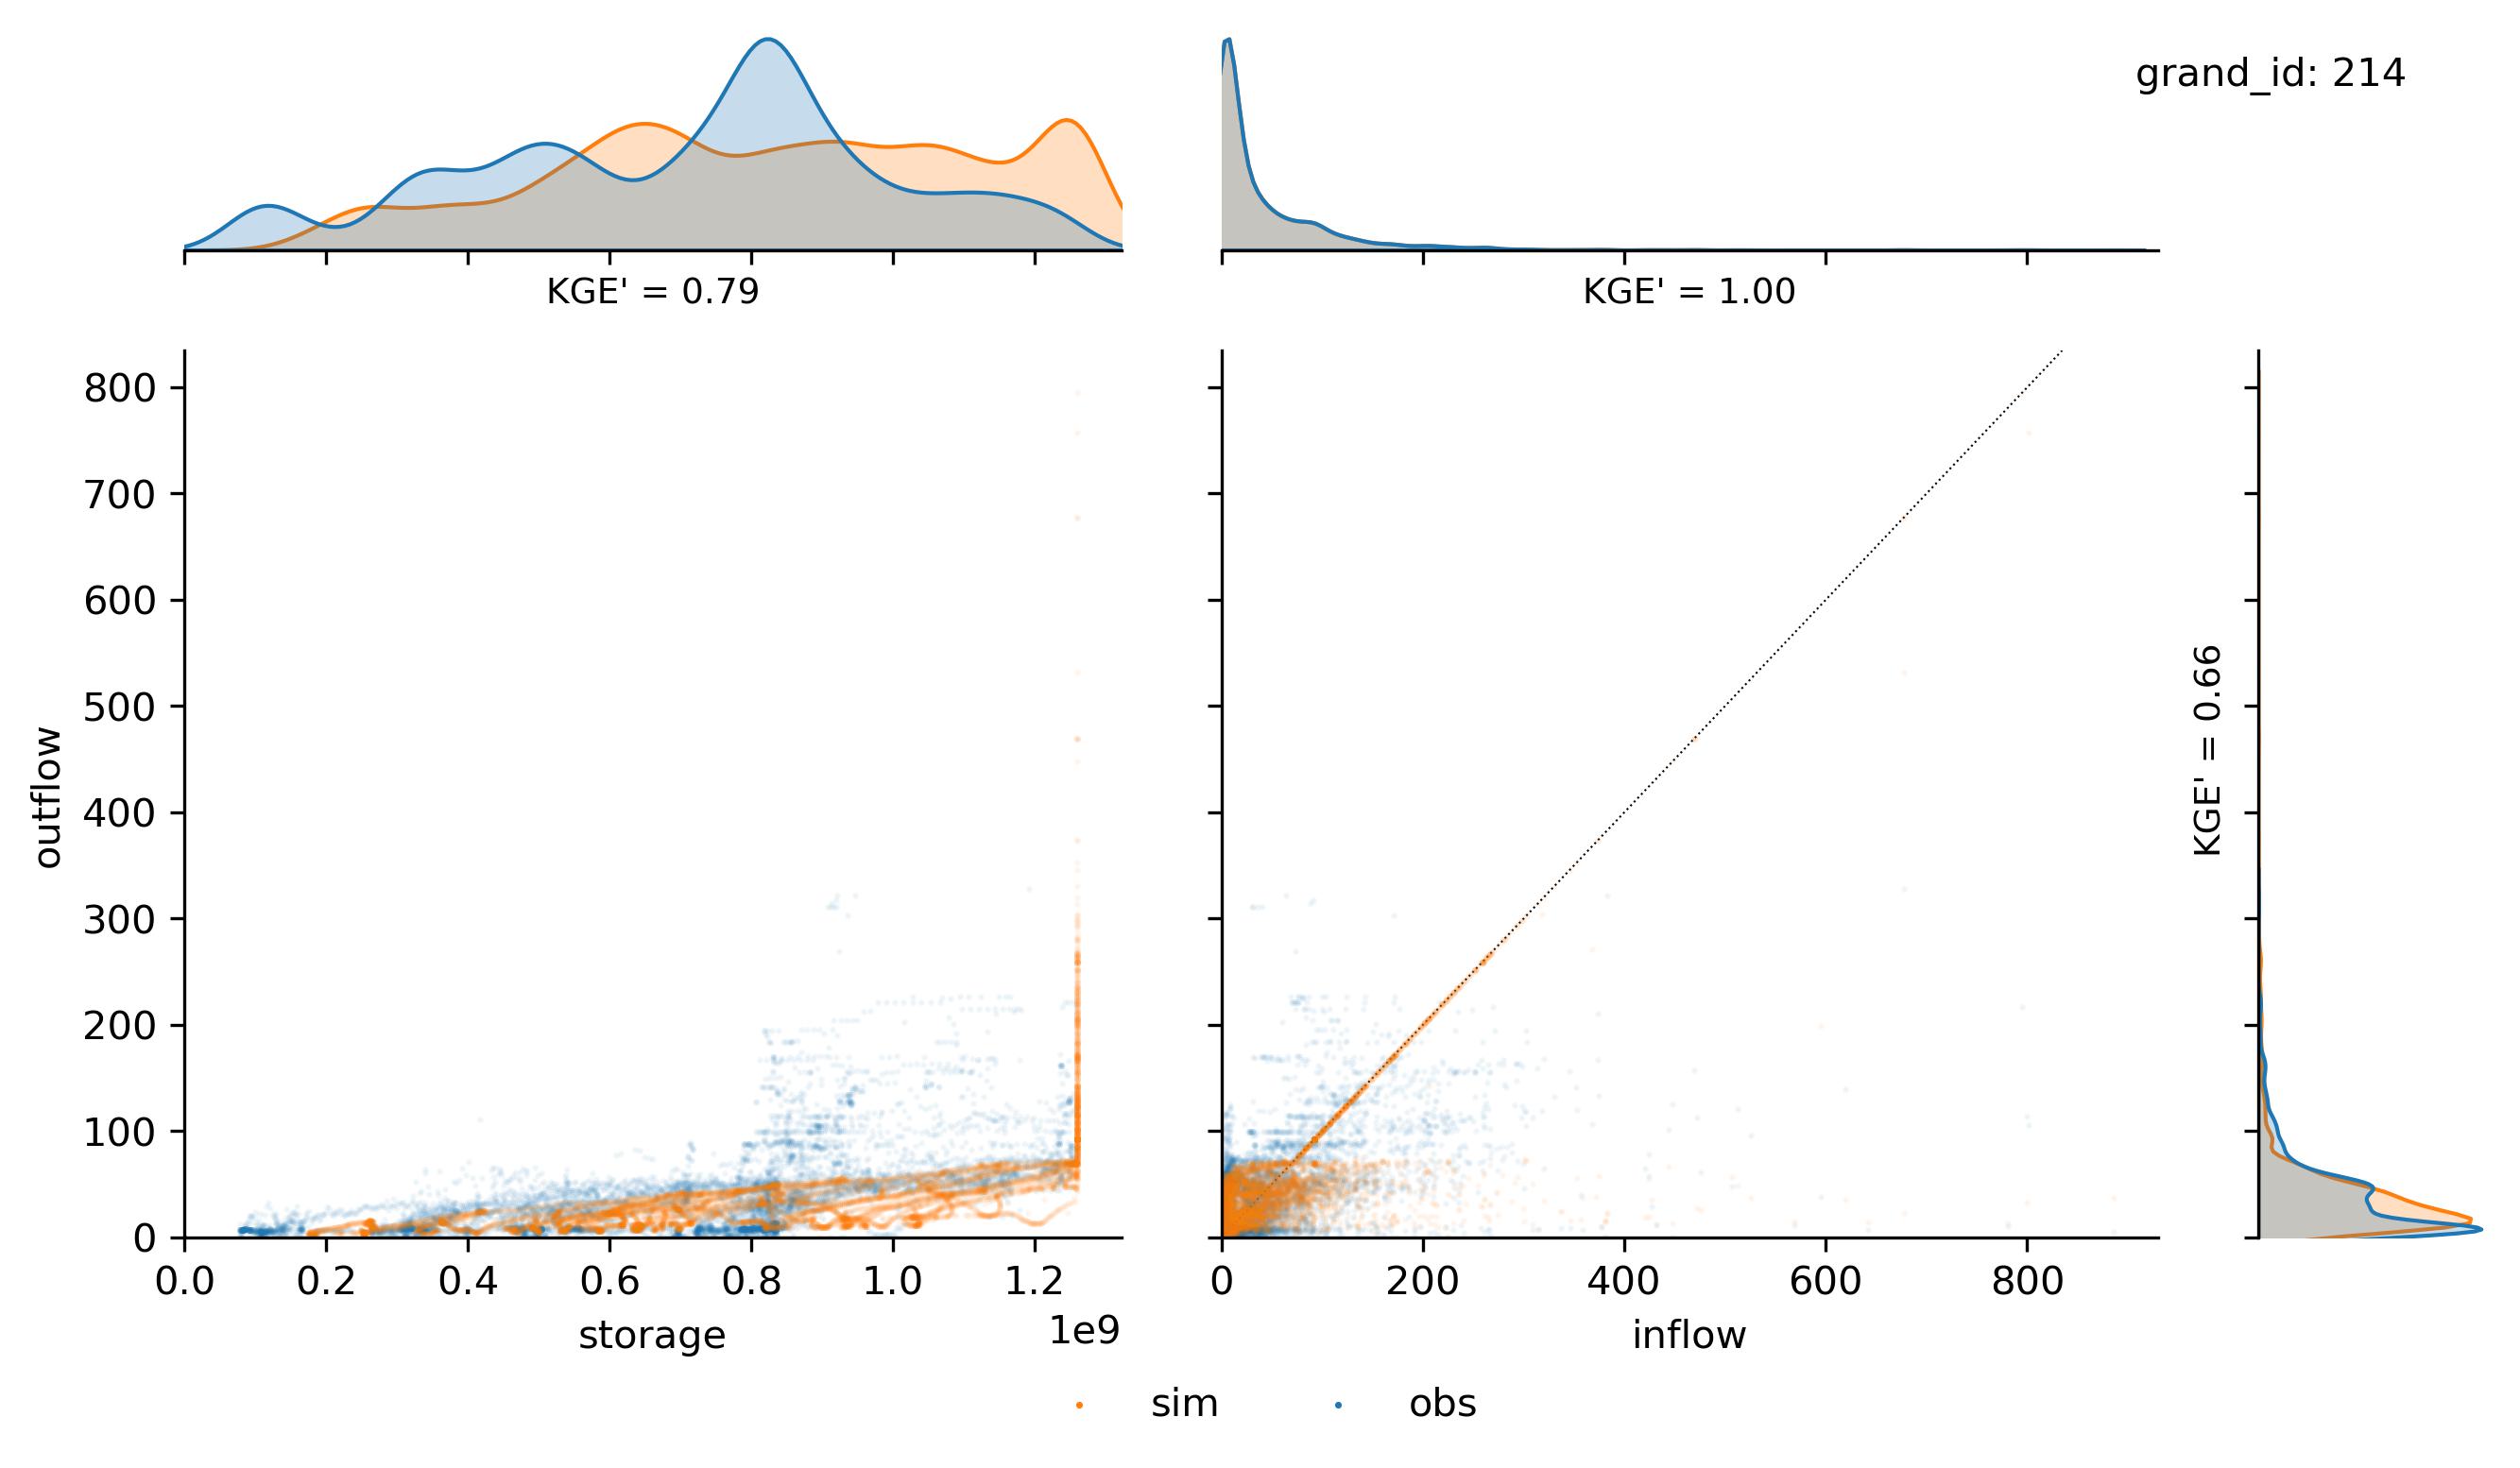 grand_id: 214
KGE' = 0.79
KGE' = 1.00
800
700
600
500
400
300
200
100
0
outflow
KGE' = 0.66
0.0 0.2 0.4 0.6 0.8 1.0 1.2
1e9
storage
0 200 400 600 800
inflow
sim obs